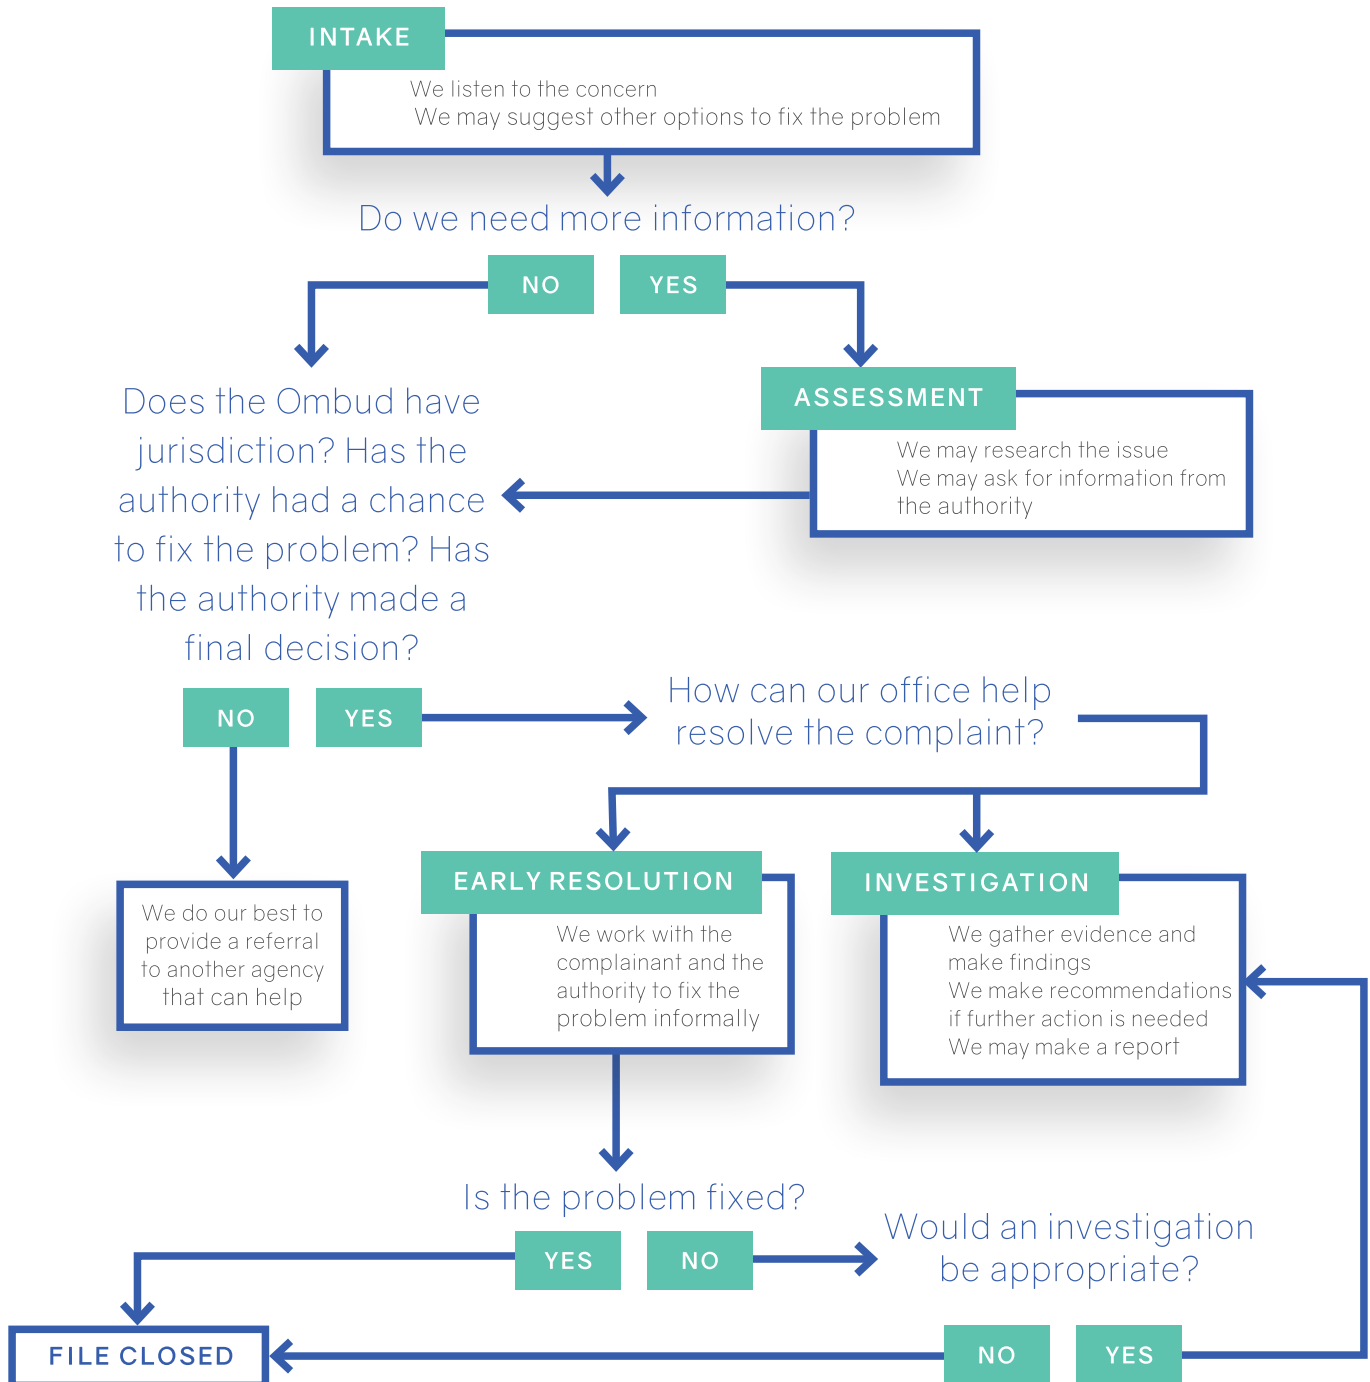 INTAKE
We listen to the concern
We may suggest other options to fix the problem
Do we need more information?
NO
YES
Does the Ombud have
jurisdiction? Has the
authority had a chance
to fix the problem? Has
the authority made a
final decision?
ASSESSMENT
We may research the issue
We may ask for information from
the authority
NO
YES
How can our office help
resolve the complaint?
We do our best to
provide a referral
to another agency
that can help
EARLY RESOLUTION
We work with the
complainant and the
authority to fix the
problem informally
INVESTIGATION
We gather evidence and
make findings
We make recommendations
if further action is needed
We may make a report
Is the problem fixed?
YES
NO
Would an investigation
be appropriate?
FILE CLOSED
NO
YES